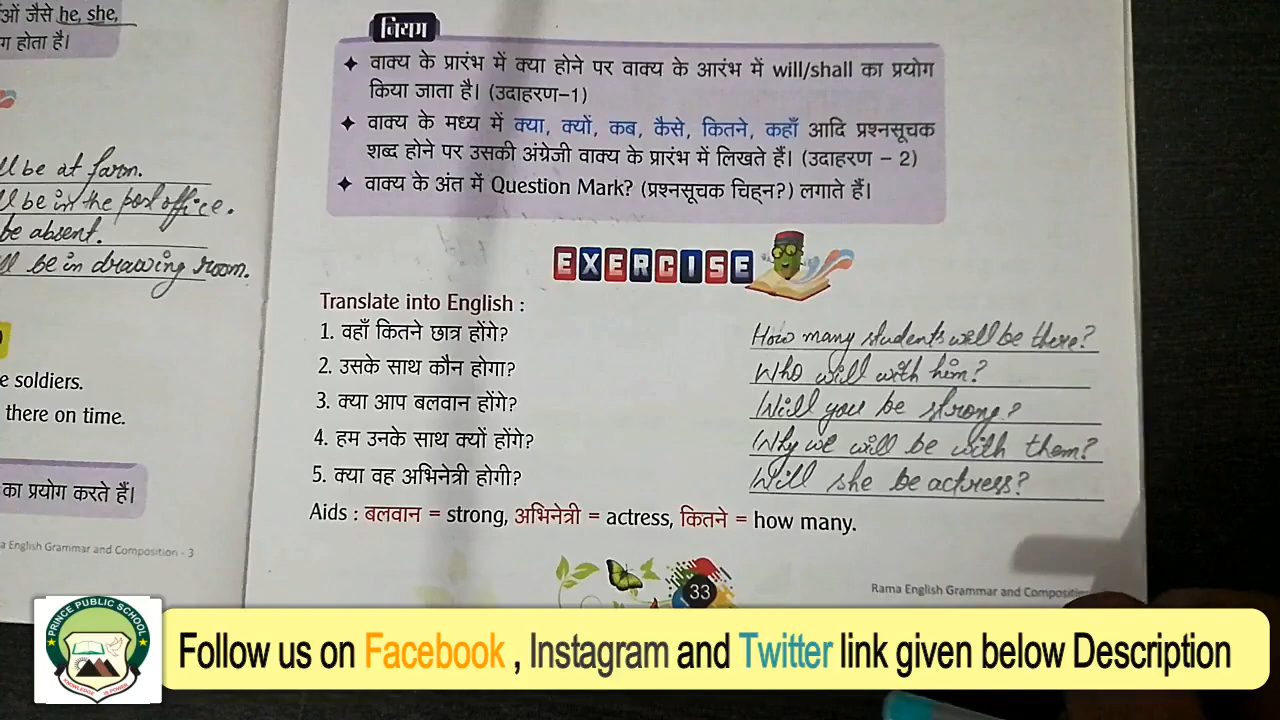 ओं जैसे he, she,
ग होता है।
ll be at farm.
ll be in the post office.
be absent.
ll be in drawing room.
e soldiers.
there on time.
का प्रयोग करते हैं।
a English Grammar and Composition - 3
नियम
✦ वाक्य के प्रारंभ में क्या होने पर वाक्य के आरंभ में will/shall का प्रयोग
किया जाता है। (उदाहरण-1)
✦ वाक्य के मध्य में क्या, क्यों, कब, कैसे, कितने, कहाँ आदि प्रश्नसूचक
शब्द होने पर उसकी अंग्रेजी वाक्य के प्रारंभ में लिखते हैं। (उदाहरण - 2)
✦ वाक्य के अंत में Question Mark? (प्रश्नसूचक चिह्न?) लगाते हैं।
EXERCISE
Translate into English :
1. वहाँ कितने छात्र होंगे? How many students will be there?
2. उसके साथ कौन होगा? Who will with him?
3. क्या आप बलवान होंगे? Will you be strong?
4. हम उनके साथ क्यों होंगे? Why we will be with them?
5. क्या वह अभिनेत्री होगी? Will she be actress?
Aids : बलवान = strong, अभिनेत्री = actress, कितने = how many.
33
Rama English Grammar and Compositi
PRINCE PUBLIC SCHOOL
KNOWLEDGE IS POWER
Follow us on Facebook , Instagram and Twitter link given below Description